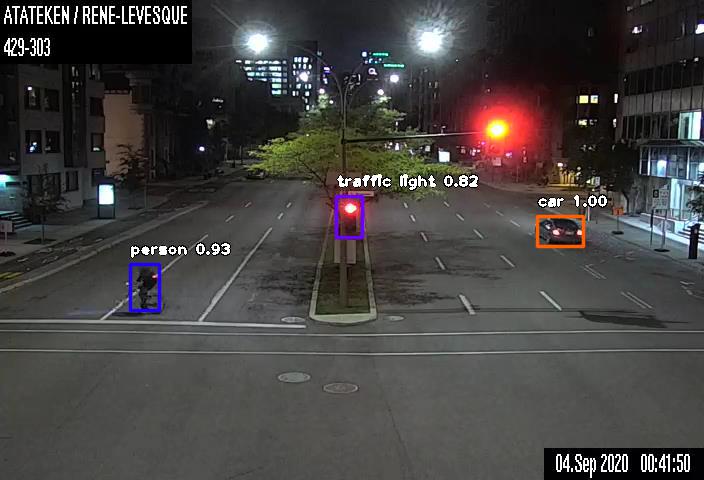 ATATEKEN / RENE-LEVESQUE
429-303
traffic light 0.82
car 1.00
person 0.93
04.Sep 2020 00:41:50